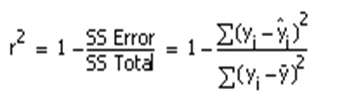 r² = 1 - SS Error / SS Total = 1 - Σ(yᵢ - ŷᵢ)² / Σ(yᵢ - ȳ)²